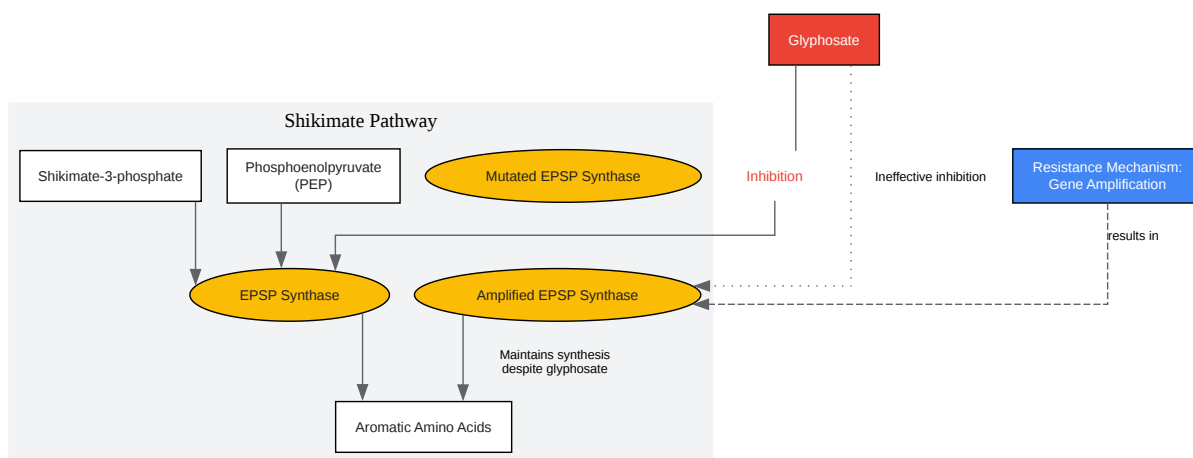 Glyphosate
Shikimate Pathway
Shikimate-3-phosphate
Phosphoenolpyruvate
(PEP)
Mutated EPSP Synthase
Inhibition
Ineffective inhibition
Resistance Mechanism:
Gene Amplification
results in
EPSP Synthase
Amplified EPSP Synthase
Maintains synthesis
despite glyphosate
Aromatic Amino Acids